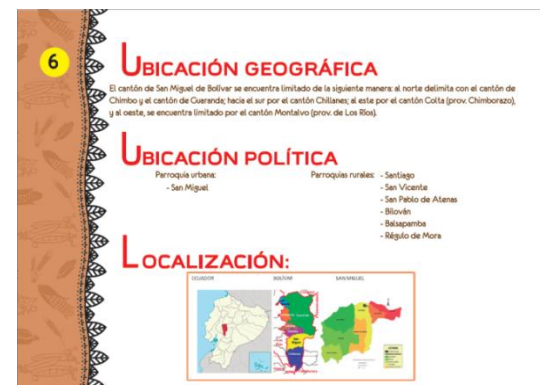 6
UBICACIÓN GEOGRÁFICA
El cantón de San Miguel de Bolívar se encuentra limitado de la siguiente manera: al norte delimita con el cantón de
Chimbo y el cantón de Guaranda; hacia el sur por el cantón Chillanes; al este por el cantón Colta (prov. Chimborazo),
y al oeste, se encuentra limitado por el cantón Montalvo (prov. de Los Ríos).
UBICACIÓN POLÍTICA
Parroquia urbana:
- San Miguel
Parroquias rurales: - Santiago
- San Vicente
- San Pablo de Atenas
- Bilován
- Balsapamba
- Régulo de Mora
LOCALIZACIÓN:
ECUADOR BOLÍVAR SAN MIGUEL